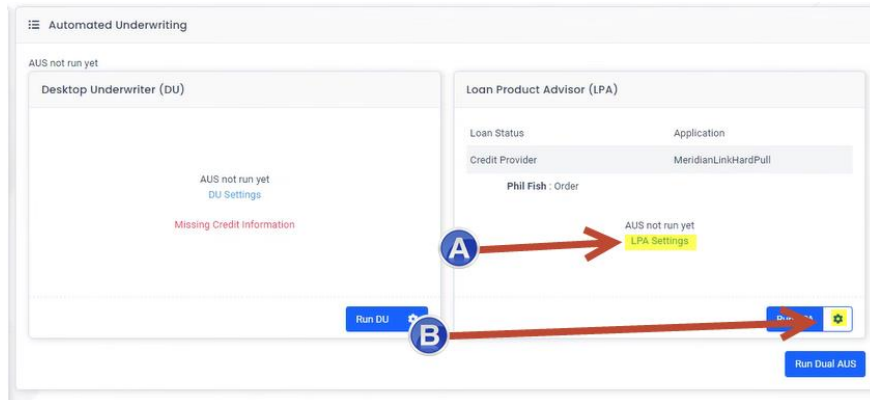 Automated Underwriting
AUS not run yet
Desktop Underwriter (DU)
AUS not run yet
DU Settings
Missing Credit Information
Run DU
Loan Product Advisor (LPA)
Loan Status Application
Credit Provider MeridianLinkHardPull
Phil Fish : Order
AUS not run yet
LPA Settings
A
B
Run Dual AUS